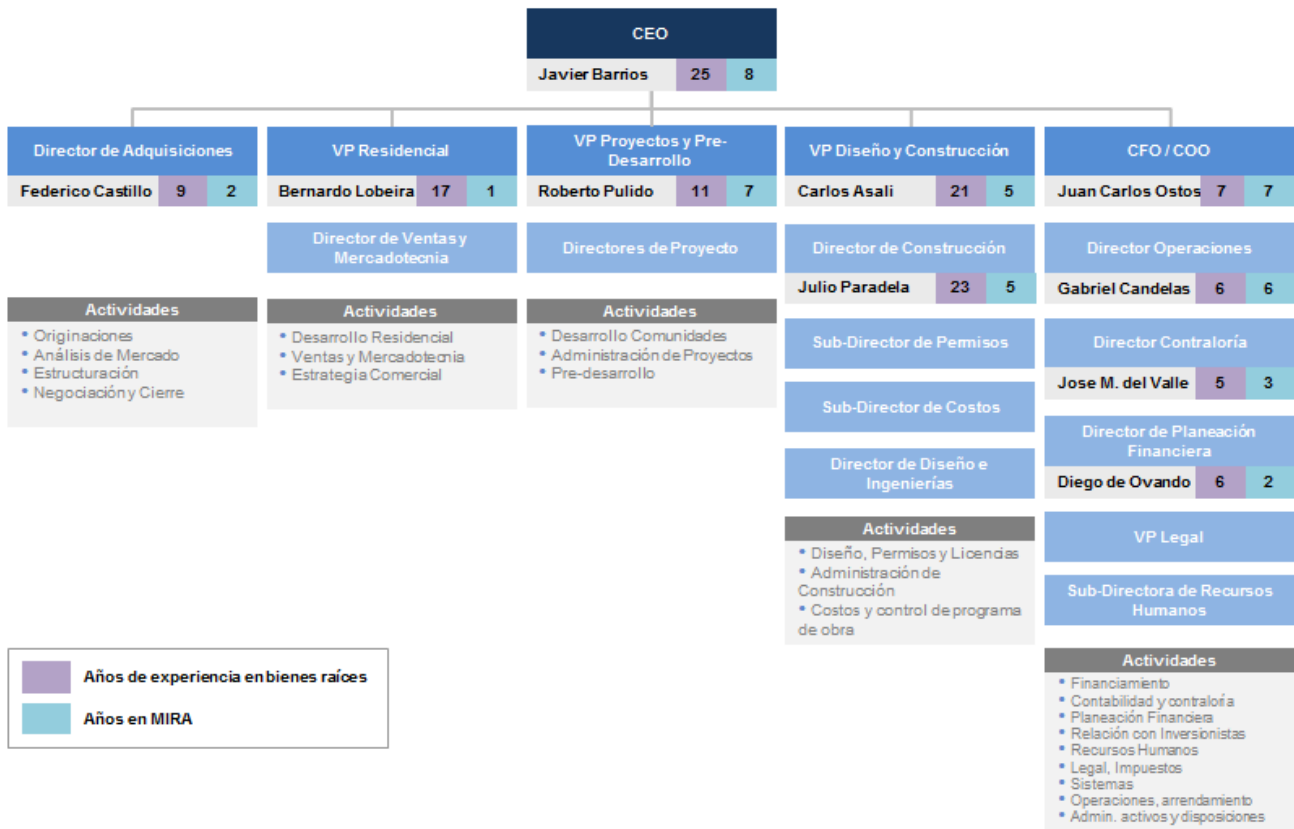 CEO
Javier Barrios 25 8
Director de Adquisiciones
Federico Castillo 9 2
Actividades
• Originaciones
• Análisis de Mercado
• Estructuración
• Negociación y Cierre
VP Residencial
Bernardo Lobeira 17 1
Director de Ventas y
Mercadotecnia
Actividades
• Desarrollo Residencial
• Ventas y Mercadotecnia
• Estrategia Comercial
VP Proyectos y Pre-
Desarrollo
Roberto Pulido 11 7
Directores de Proyecto
Actividades
• Desarrollo Comunidades
• Administración de Proyectos
• Pre-desarrollo
VP Diseño y Construcción
Carlos Asali 21 5
Director de Construcción
Julio Paradela 23 5
Sub-Director de Permisos
Sub-Director de Costos
Director de Diseño e
Ingenierías
Actividades
• Diseño, Permisos y Licencias
• Administración de
Construcción
• Costos y control de programa
de obra
CFO / COO
Juan Carlos Ostos 7 7
Director Operaciones
Gabriel Candelas 6 6
Director Contraloría
Jose M. del Valle 5 3
Director de Planeación
Financiera
Diego de Ovando 6 2
VP Legal
Sub-Directora de Recursos
Humanos
Actividades
• Financiamiento
• Contabilidad y contraloría
• Planeación Financiera
• Relación con Inversionistas
• Recursos Humanos
• Legal, Impuestos
• Sistemas
• Operaciones, arrendamiento
• Admin. activos y disposiciones
Años de experiencia en bienes raíces
Años en MIRA